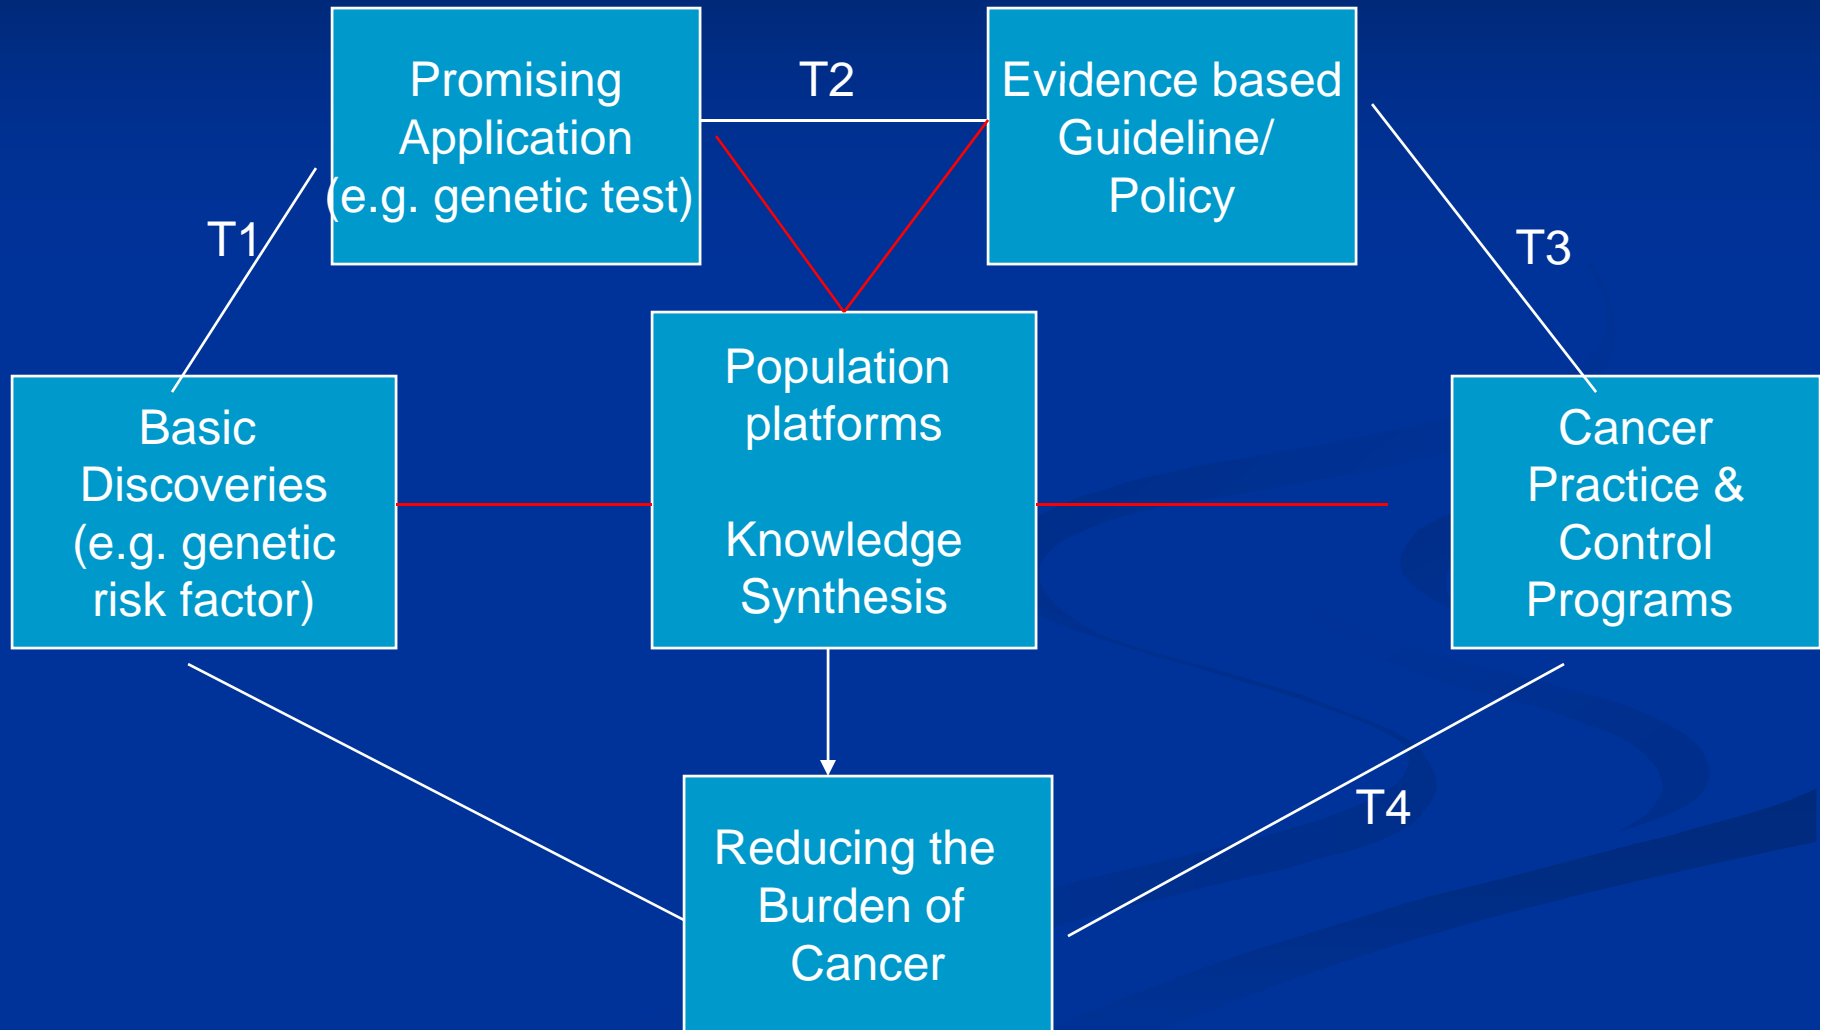 Promising
Application
(e.g. genetic test)
T2
Evidence based
Guideline/
Policy
T1
T3
Basic
Discoveries
(e.g. genetic
risk factor)
Population
platforms
Knowledge
Synthesis
Cancer
Practice &
Control
Programs
T4
Reducing the
Burden of
Cancer